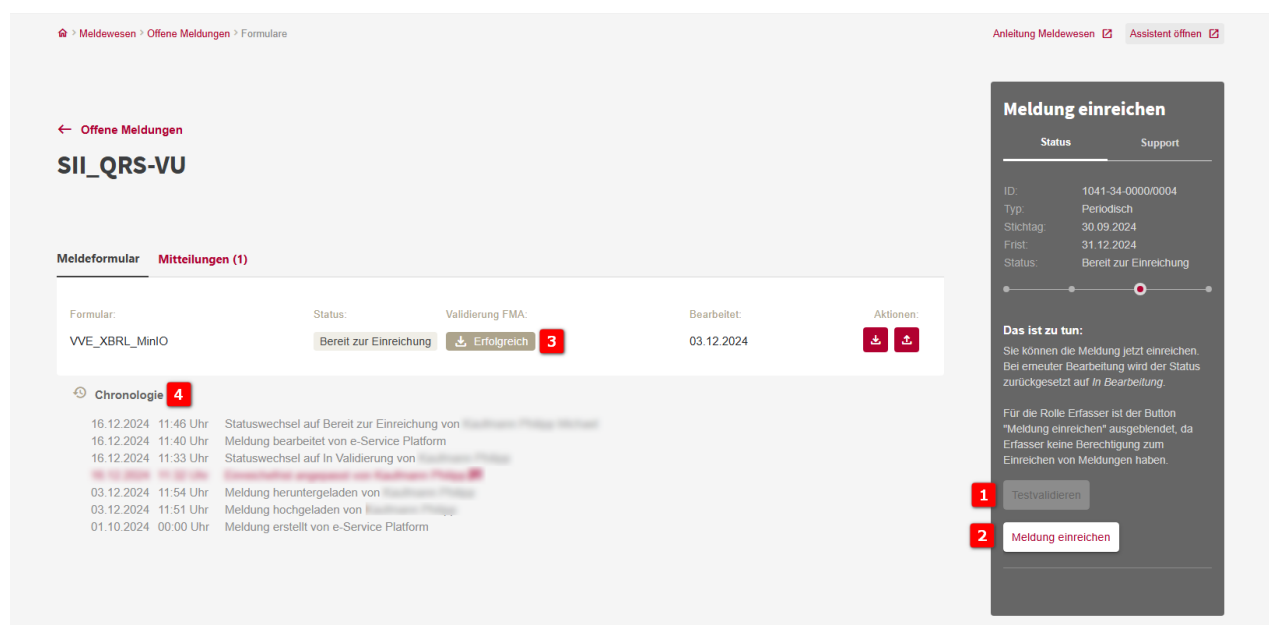 Meldewesen > Offene Meldungen > Formulare
Anleitung Meldewesen
Assistent öffnen
← Offene Meldungen
SII_QRS-VU
Meldeformular
Mitteilungen (1)
Formular:
Status:
Validierung FMA:
Bearbeitet:
Aktionen:
VVE_XBRL_MinIO
Bereit zur Einreichung
Erfolgreich
3
03.12.2024
Chronologie
4
16.12.2024 11:46 Uhr Statuswechsel auf Bereit zur Einreichung von
16.12.2024 11:40 Uhr Meldung bearbeitet von e-Service Platform
16.12.2024 11:33 Uhr Statuswechsel auf In Validierung von
03.12.2024 11:54 Uhr Meldung heruntergeladen von
03.12.2024 11:51 Uhr Meldung hochgeladen von
01.10.2024 00:00 Uhr Meldung erstellt von e-Service Platform
Meldung einreichen
Status
Support
ID: 1041-34-0000/0004
Typ: Periodisch
Stichtag: 30.09.2024
Frist: 31.12.2024
Status: Bereit zur Einreichung
Das ist zu tun:
Sie können die Meldung jetzt einreichen.
Bei erneuter Bearbeitung wird der Status
zurückgesetzt auf In Bearbeitung.
Für die Rolle Erfasser ist der Button
"Meldung einreichen" ausgeblendet, da
Erfasser keine Berechtigung zum
Einreichen von Meldungen haben.
1
Testvalidieren
2
Meldung einreichen